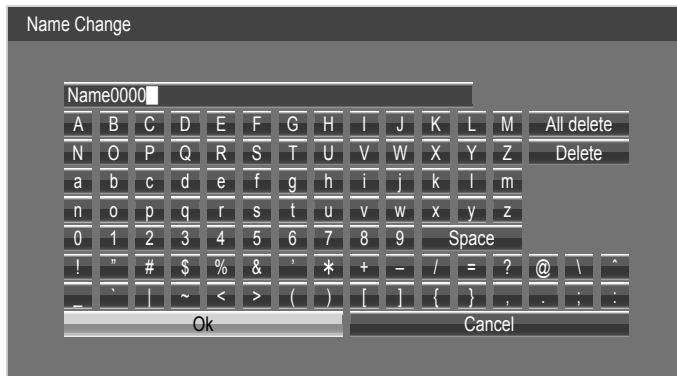 Name Change
Name0000
A B C D E F G H I J K L M All delete
N O P Q R S T U V W X Y Z Delete
a b c d e f g h i j k l m
n o p q r s t u v w x y z
0 1 2 3 4 5 6 7 8 9 Space
! " # $ % & ' * + – / = ? @ \ ^
_ ` | ~ < > ( ) [ ] { } , . ; :
Ok Cancel